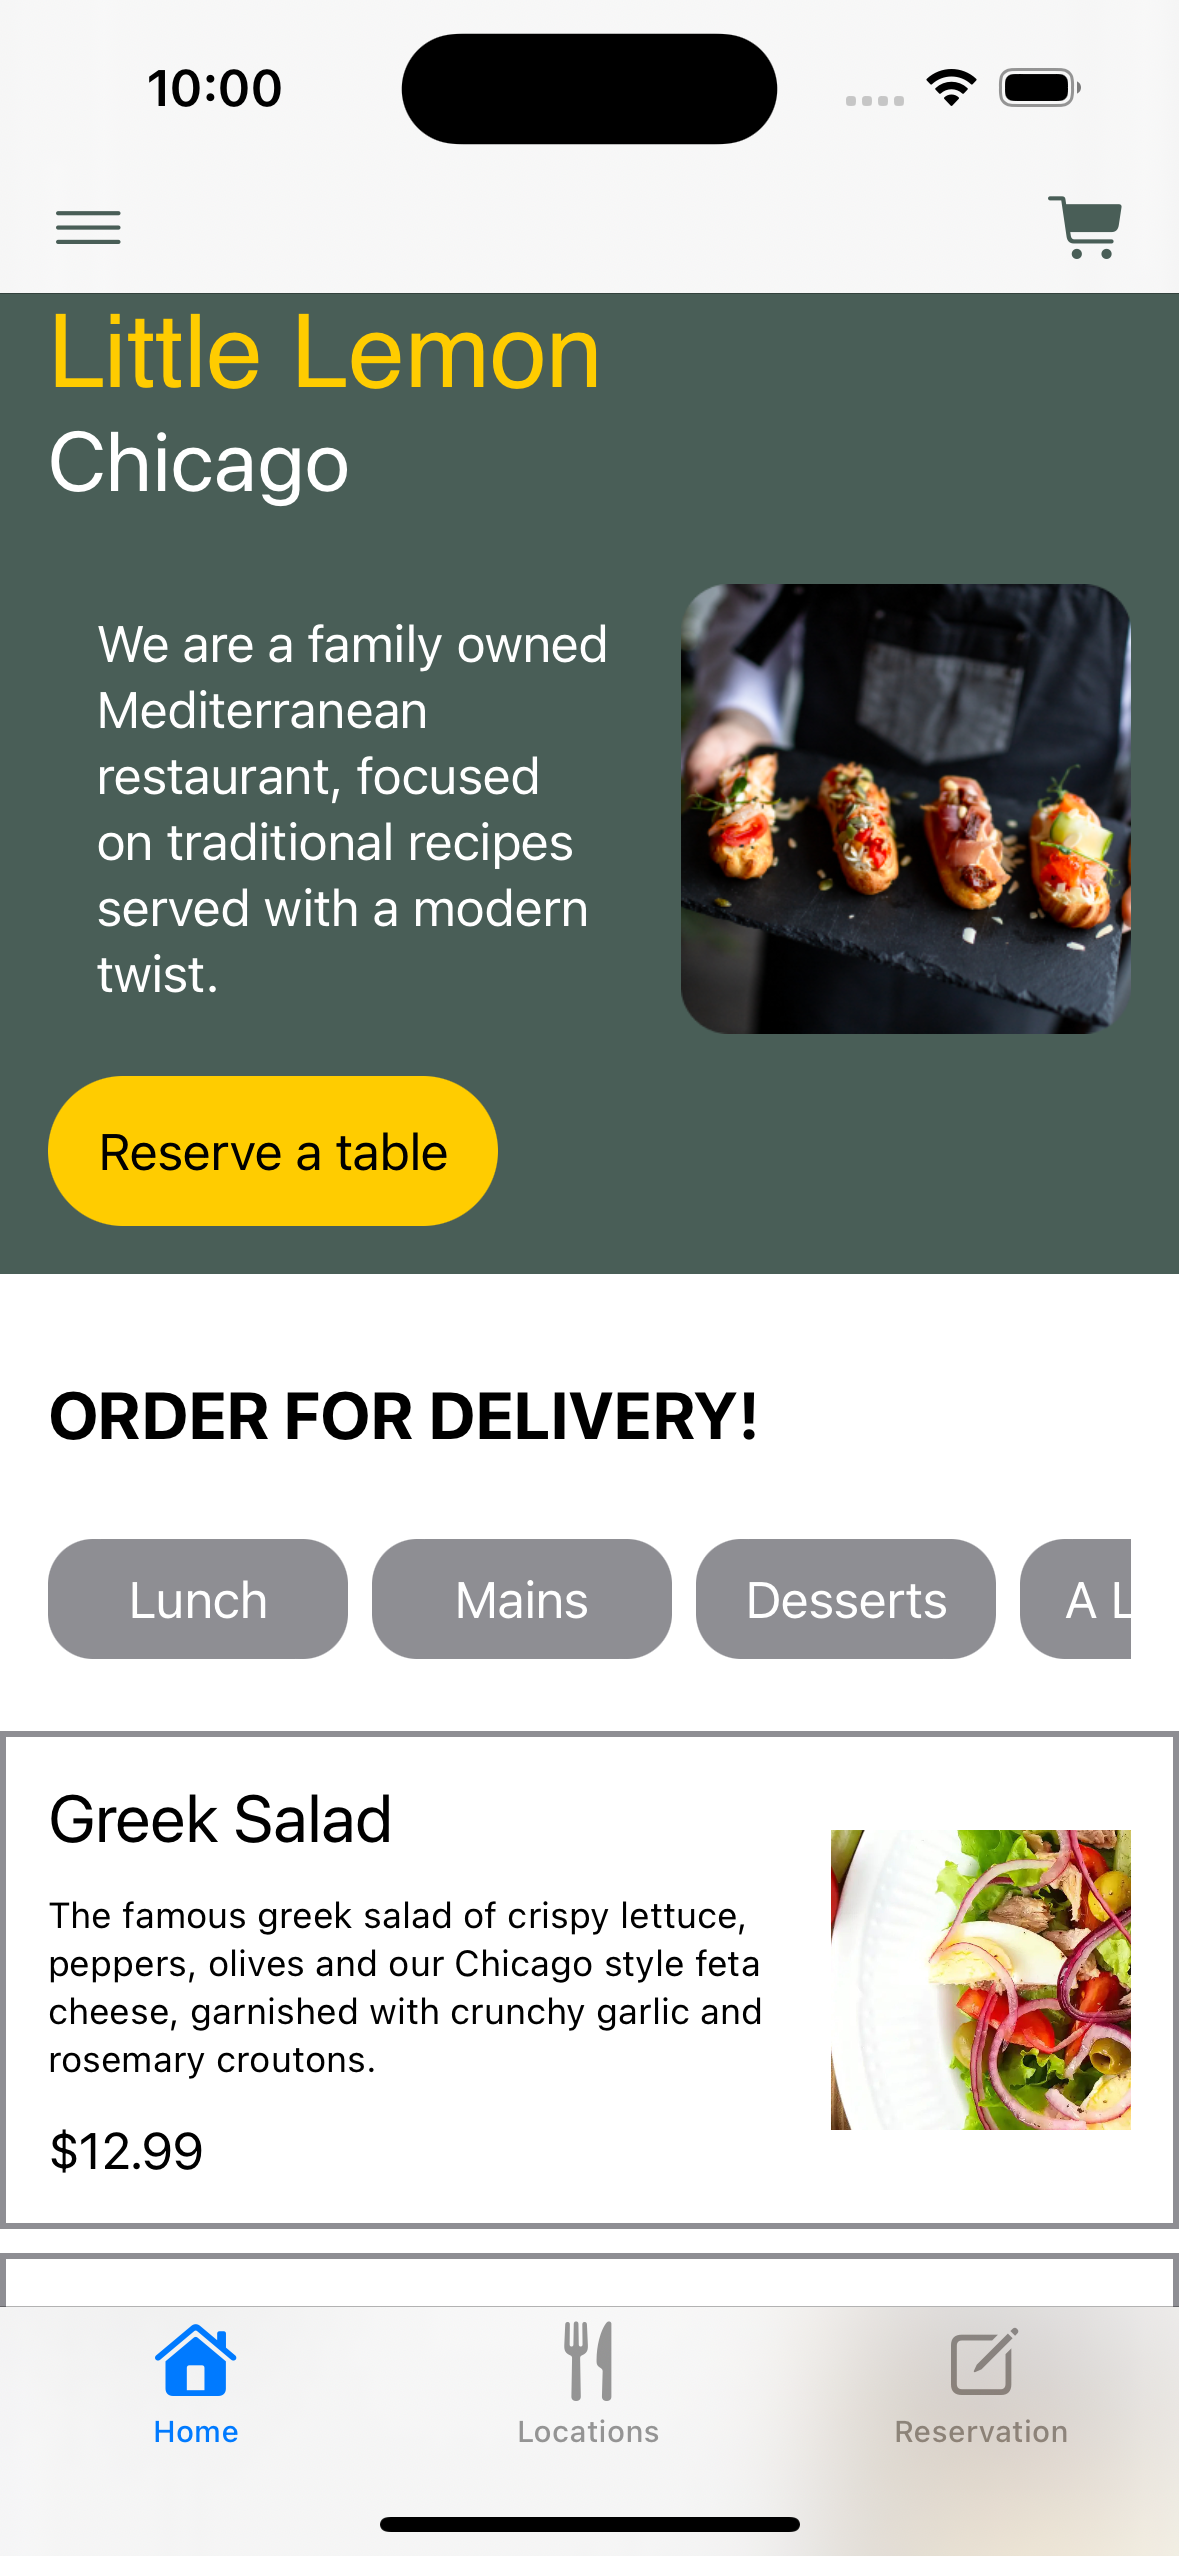 10:00
Little Lemon
Chicago
We are a family owned
Mediterranean
restaurant, focused
on traditional recipes
served with a modern
twist.
Reserve a table
ORDER FOR DELIVERY!
Lunch
Mains
Desserts
A L
Greek Salad
The famous greek salad of crispy lettuce,
peppers, olives and our Chicago style feta
cheese, garnished with crunchy garlic and
rosemary croutons.
$12.99
Home
Locations
Reservation